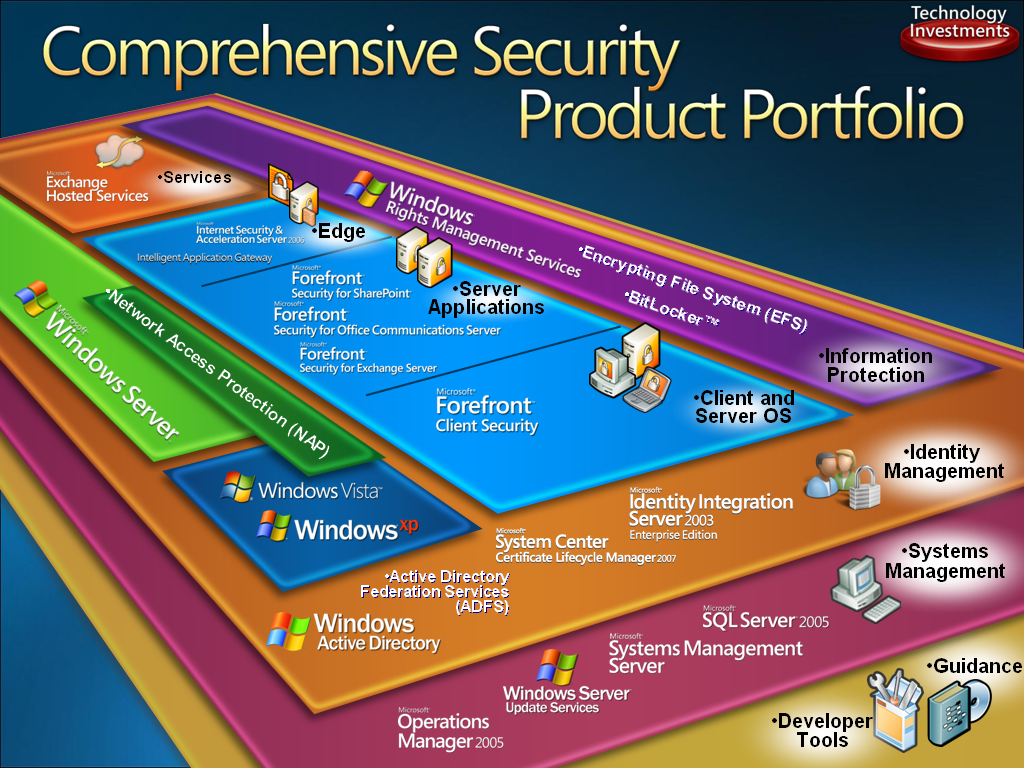 Technology
Investments
Comprehensive Security
Product Portfolio
Microsoft
Exchange
Hosted Services
•Services
Microsoft
Internet Security &
Acceleration Server 2006
Intelligent Application Gateway
•Edge
Windows
Rights Management Services
•Encrypting File System (EFS)
•BitLocker™
•Information
Protection
Microsoft
Forefront
Security for SharePoint
Microsoft
Forefront
Security for Office Communications Server
Microsoft
Forefront
Security for Exchange Server
•Server
Applications
Microsoft
Forefront
Client Security
•Client and
Server OS
Microsoft
Windows Server
•Network Access Protection (NAP)
Windows Vista™
Windows xp
•Identity
Management
Microsoft
Identity Integration
Server 2003
Enterprise Edition
Microsoft
System Center
Certificate Lifecycle Manager 2007
•Active Directory
Federation Services
(ADFS)
Windows
Active Directory
•Systems
Management
Microsoft
SQL Server 2005
Microsoft
Systems Management
Server
Windows Server
Update Services
Microsoft
Operations
Manager 2005
•Guidance
•Developer
Tools